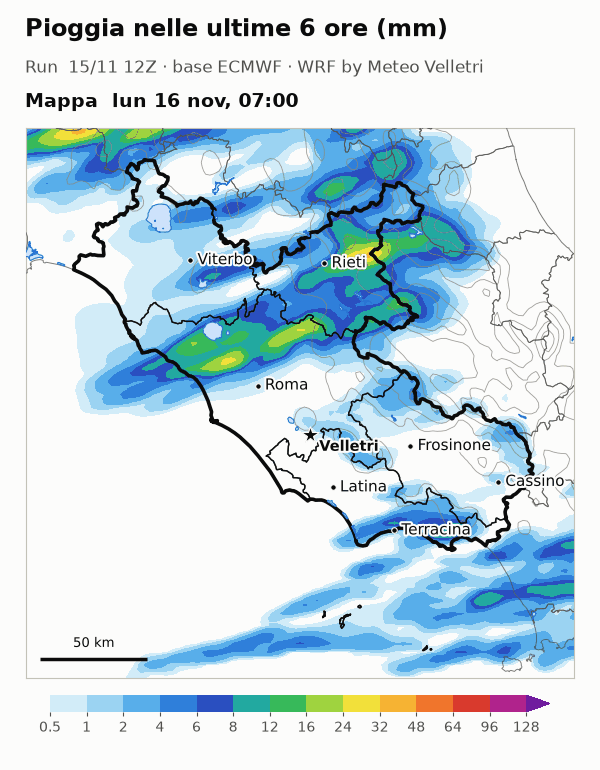 Pioggia nelle ultime 6 ore (mm)
Run  15/11 12Z · base ECMWF · WRF by Meteo Velletri
Mappa  lun 16 nov, 07:00
Viterbo
Rieti
Roma
Velletri
Frosinone
Latina
Cassino
Terracina
50 km
0.5 1 2 4 6 8 12 16 24 32 48 64 96 128